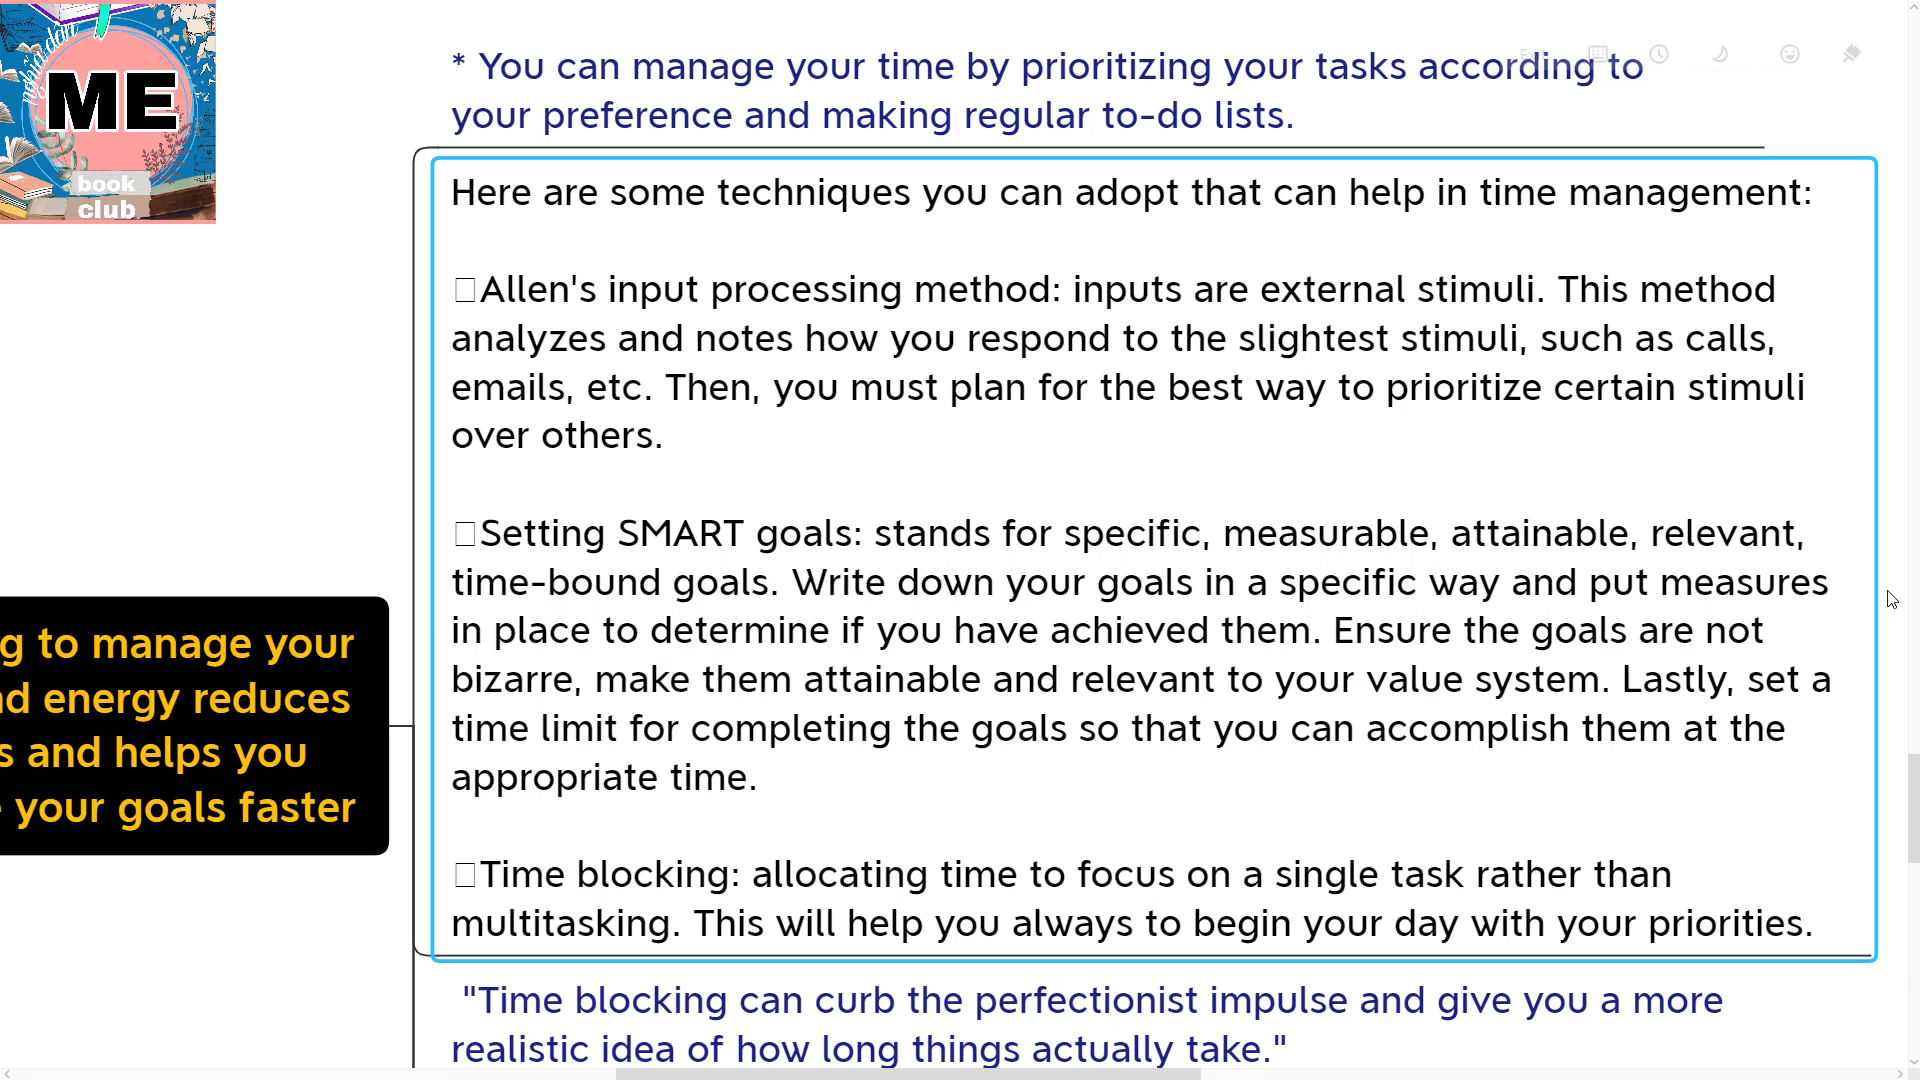 nghĩa dan
ME
book
club
* You can manage your time by prioritizing your tasks according to
your preference and making regular to-do lists.
Here are some techniques you can adopt that can help in time management:
Allen's input processing method: inputs are external stimuli. This method
analyzes and notes how you respond to the slightest stimuli, such as calls,
emails, etc. Then, you must plan for the best way to prioritize certain stimuli
over others.
Setting SMART goals: stands for specific, measurable, attainable, relevant,
time-bound goals. Write down your goals in a specific way and put measures
in place to determine if you have achieved them. Ensure the goals are not
bizarre, make them attainable and relevant to your value system. Lastly, set a
time limit for completing the goals so that you can accomplish them at the
appropriate time.
Time blocking: allocating time to focus on a single task rather than
multitasking. This will help you always to begin your day with your priorities.
g to manage your
nd energy reduces
s and helps you
your goals faster
"Time blocking can curb the perfectionist impulse and give you a more
realistic idea of how long things actually take."